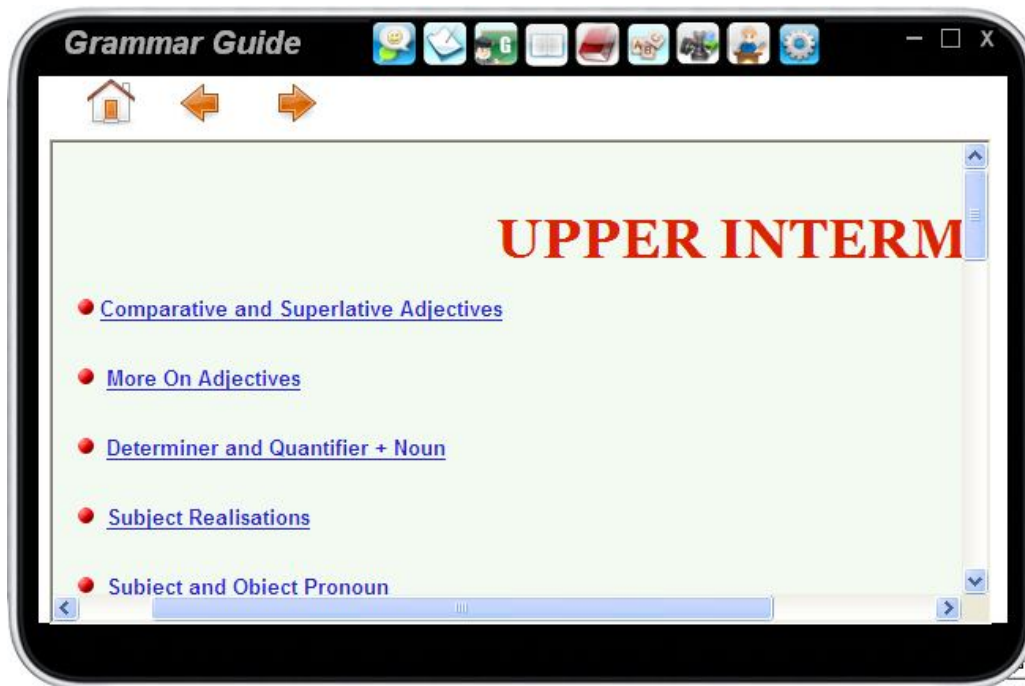 Grammar Guide
UPPER INTERM
Comparative and Superlative Adjectives
More On Adjectives
Determiner and Quantifier + Noun
Subject Realisations
Subject and Object Pronoun